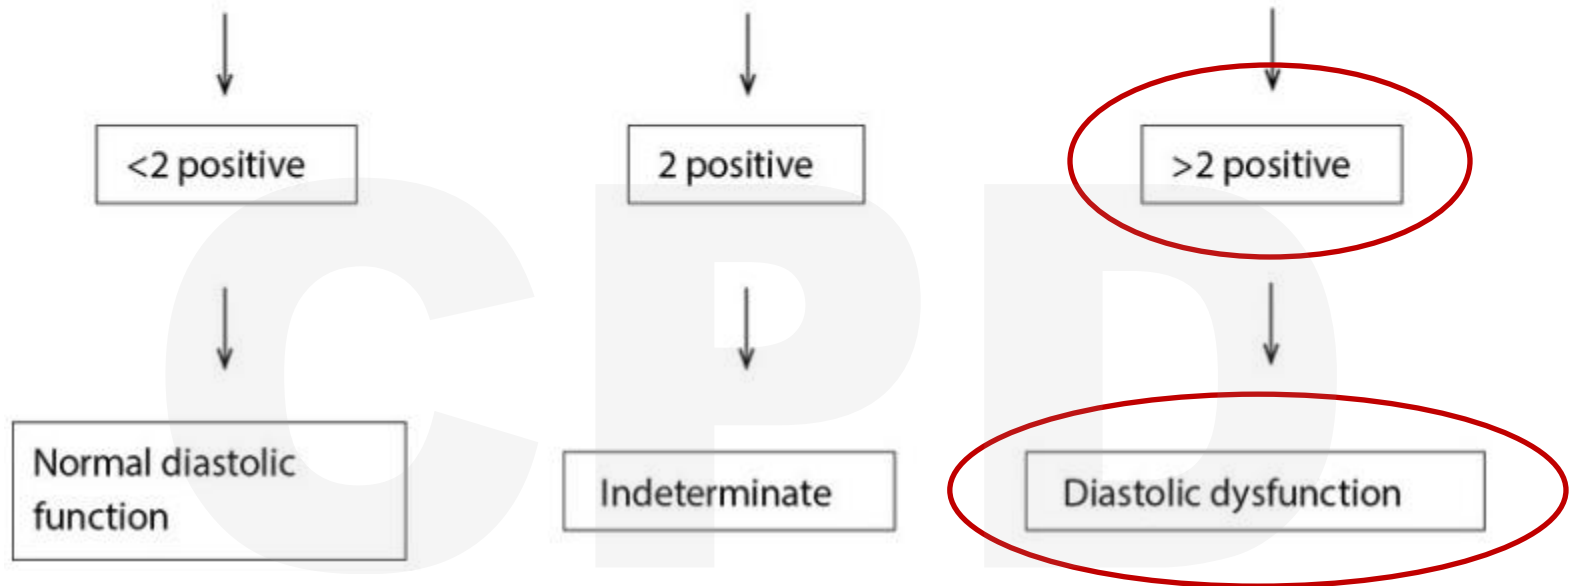 <2 positive
2 positive
>2 positive
Normal diastolic
function
Indeterminate
Diastolic dysfunction
CPD